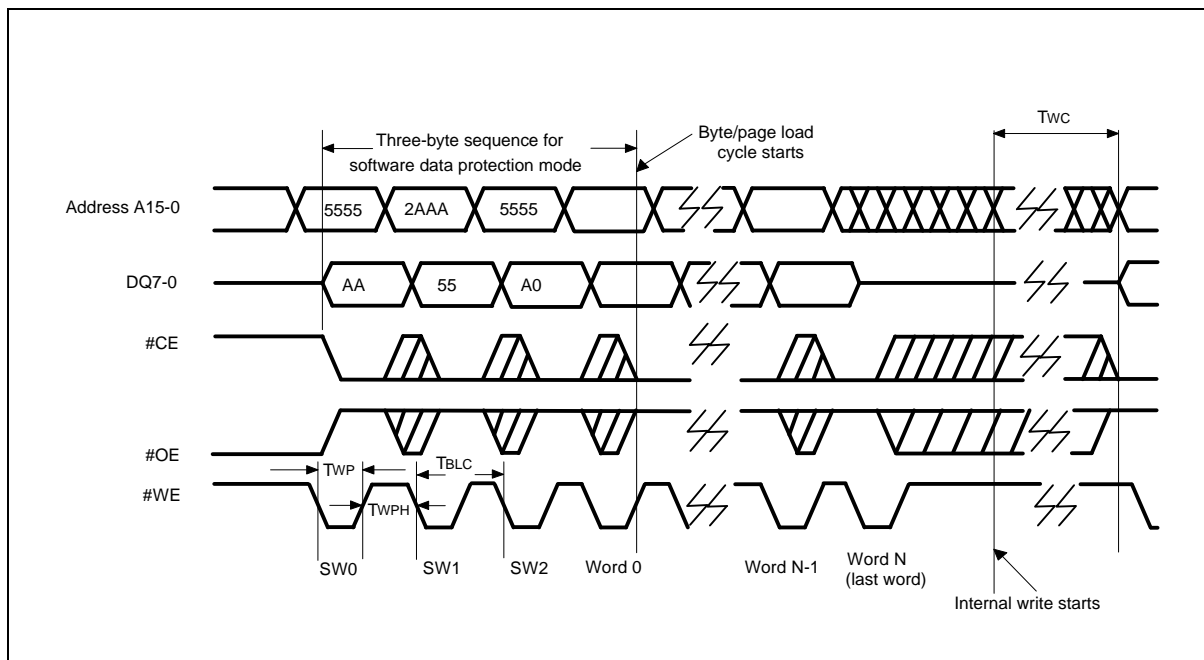 Three-byte sequence for
software data protection mode
Byte/page load
cycle starts
TWC
Address A15-0
5555
2AAA
5555
DQ7-0
AA
55
A0
#CE
#OE
TWP
TBLC
#WE
TWPH
SW0
SW1
SW2
Word 0
Word N-1
Word N
(last word)
Internal write starts